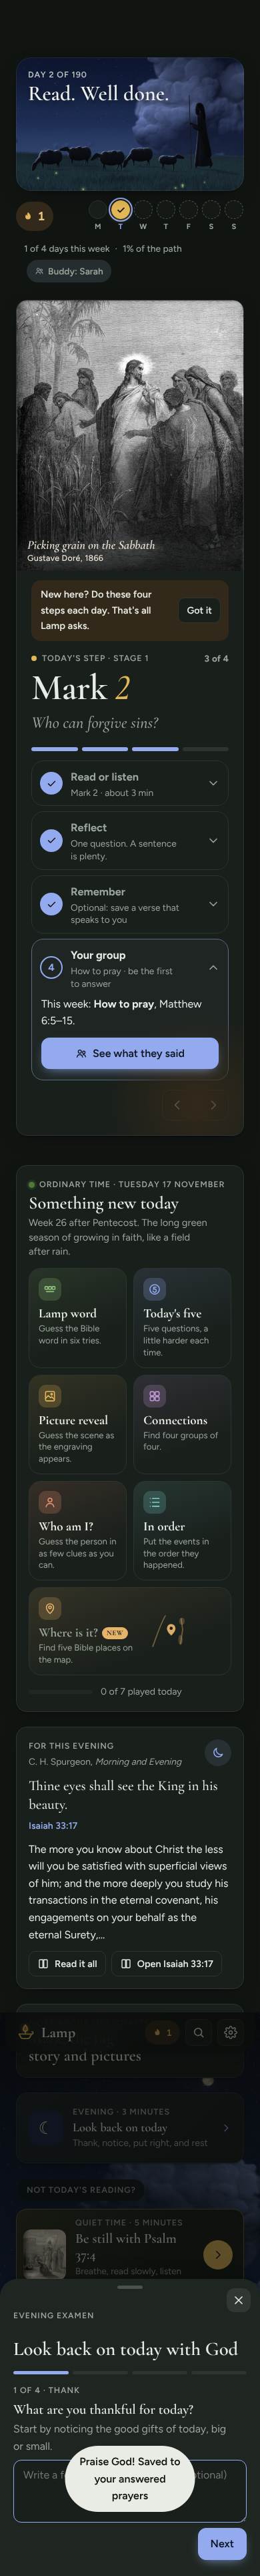 DAY 2 OF 190
Read. Well done.
1
M T W T F S S
1 of 4 days this week · 1% of the path
Buddy: Sarah
Picking grain on the Sabbath
Gustave Doré, 1866
New here? Do these four
steps each day. That's all
Lamp asks.
Got it
TODAY'S STEP · STAGE 1
3 of 4
Mark 2
Who can forgive sins?
Read or listen
Mark 2 · about 3 min
Reflect
One question. A sentence
is plenty.
Remember
Optional: save a verse that
speaks to you
4
Your group
How to pray · be the first
to answer
This week: How to pray, Matthew
6:5–15.
See what they said
ORDINARY TIME · TUESDAY 17 NOVEMBER
Something new today
Week 26 after Pentecost. The long green
season of growing in faith, like a field
after rain.
Lamp word
Guess the Bible
word in six tries.
Today's five
Five questions, a
little harder each
time.
Picture reveal
Guess the scene as
the engraving
appears.
Connections
Find four groups of
four.
Who am I?
Guess the person in
as few clues as you
can.
In order
Put the events in
the order they
happened.
Where is it? NEW
Find five Bible places on
the map.
0 of 7 played today
FOR THIS EVENING
C. H. Spurgeon, Morning and Evening
Thine eyes shall see the King in his
beauty.
Isaiah 33:17
The more you know about Christ the less
will you be satisfied with superficial views
of him; and the more deeply you study his
transactions in the eternal covenant, his
engagements on your behalf as the
eternal Surety,...
Read it all
Open Isaiah 33:17
Lamp
1
story and pictures
EVENING · 3 MINUTES
Look back on today
Thank, notice, put right, and rest
NOT TODAY'S READING?
QUIET TIME · 5 MINUTES
Be still with Psalm
37:4
Breathe, read slowly, listen
EVENING EXAMEN
Look back on today with God
1 OF 4 · THANK
What are you thankful for today?
Start by noticing the good gifts of today, big
or small.
Write a
Praise God! Saved to
your answered
prayers
Next